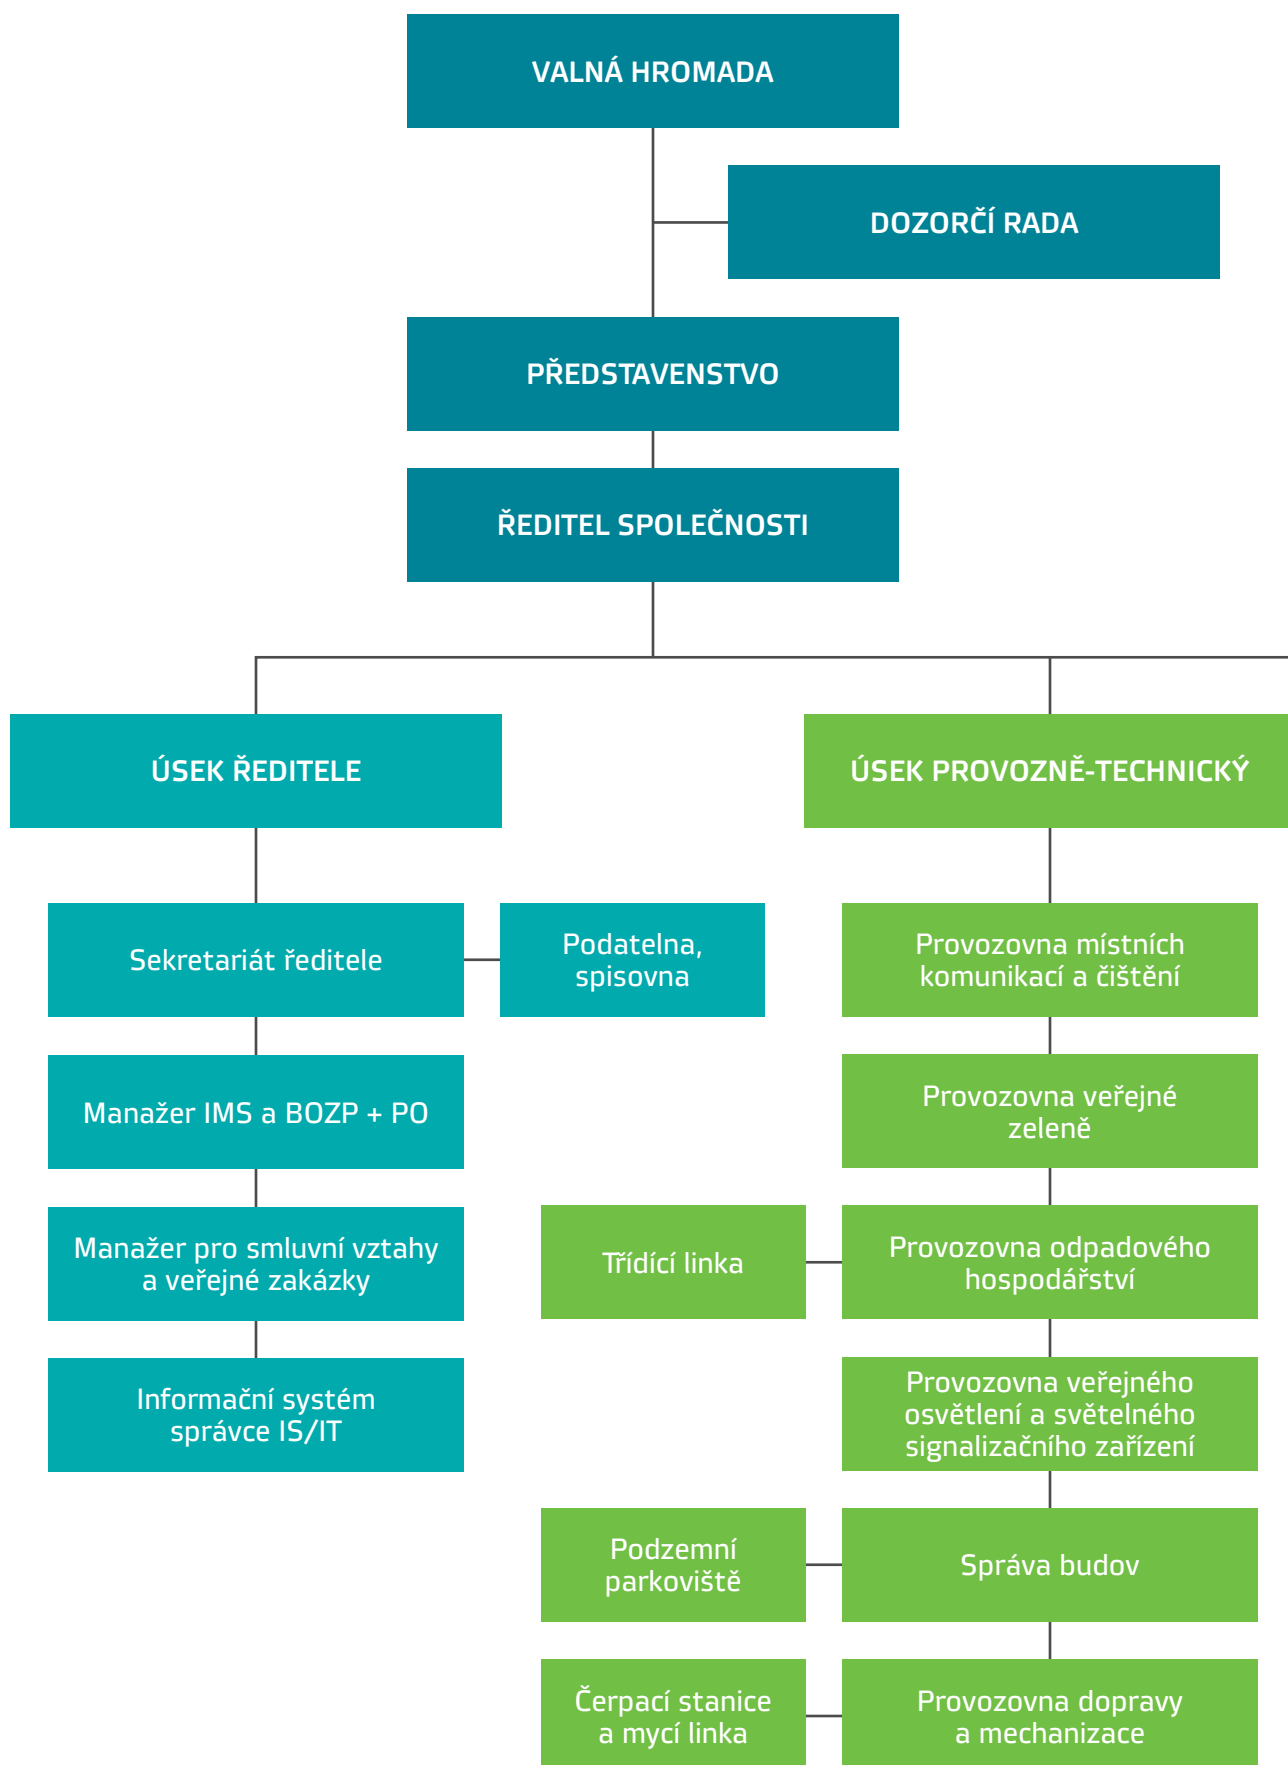 VALNÁ HROMADA
DOZORČÍ RADA
PŘEDSTAVENSTVO
ŘEDITEL SPOLEČNOSTI
ÚSEK ŘEDITELE
ÚSEK PROVOZNĚ-TECHNICKÝ
Sekretariát ředitele
Podatelna,
spisovna
Manažer IMS a BOZP + PO
Manažer pro smluvní vztahy
a veřejné zakázky
Informační systém
správce IS/IT
Provozovna místních
komunikací a čištění
Provozovna veřejné
zeleně
Třídící linka
Provozovna odpadového
hospodářství
Provozovna veřejného
osvětlení a světelného
signalizačního zařízení
Podzemní
parkoviště
Správa budov
Čerpací stanice
a mycí linka
Provozovna dopravy
a mechanizace